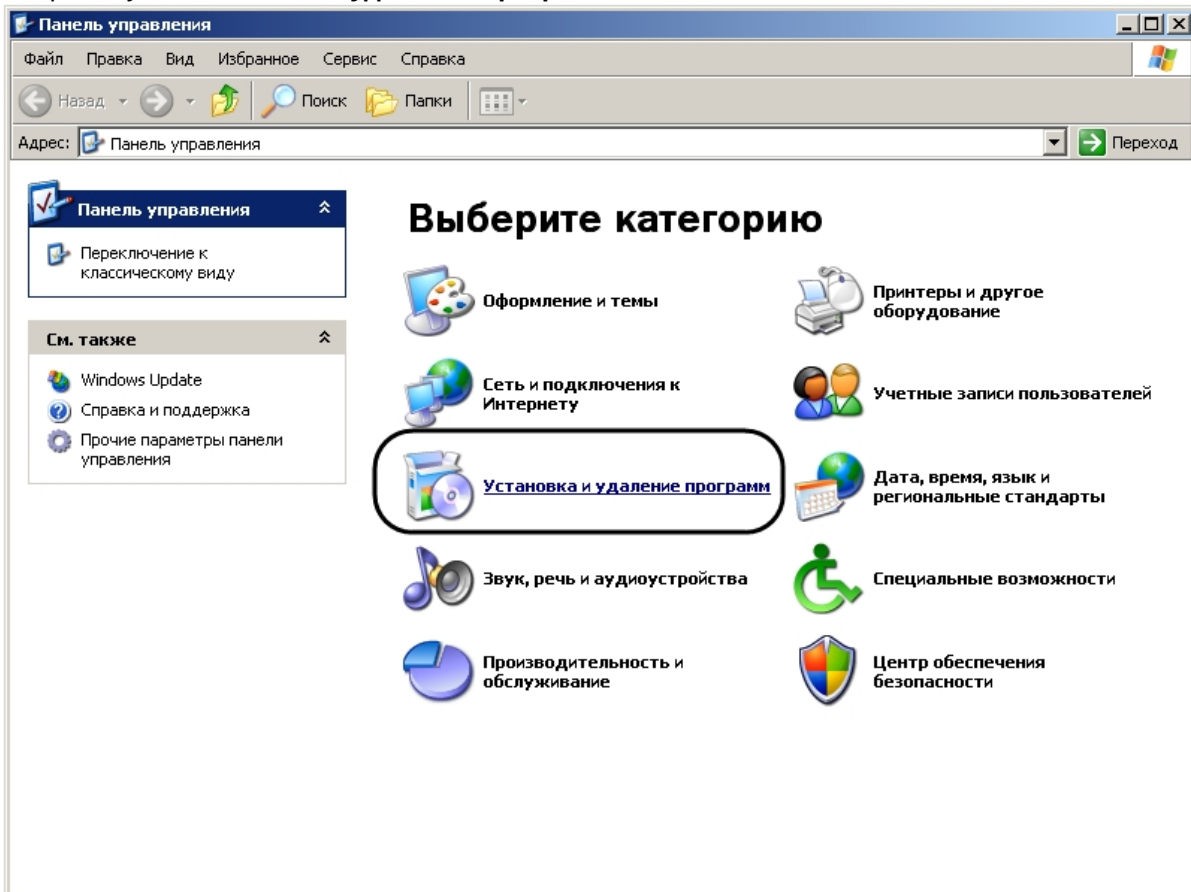 Панель управления
Файл Правка Вид Избранное Сервис Справка
Назад Поиск Папки
Адрес: Панель управления Переход
Панель управления
Переключение к
классическому виду
См. также
Windows Update
Справка и поддержка
Прочие параметры панели
управления
Выберите категорию
Оформление и темы
Принтеры и другое
оборудование
Сеть и подключения к
Интернету
Учетные записи пользователей
Установка и удаление программ
Дата, время, язык и
региональные стандарты
Звук, речь и аудиоустройства
Специальные возможности
Производительность и
обслуживание
Центр обеспечения
безопасности